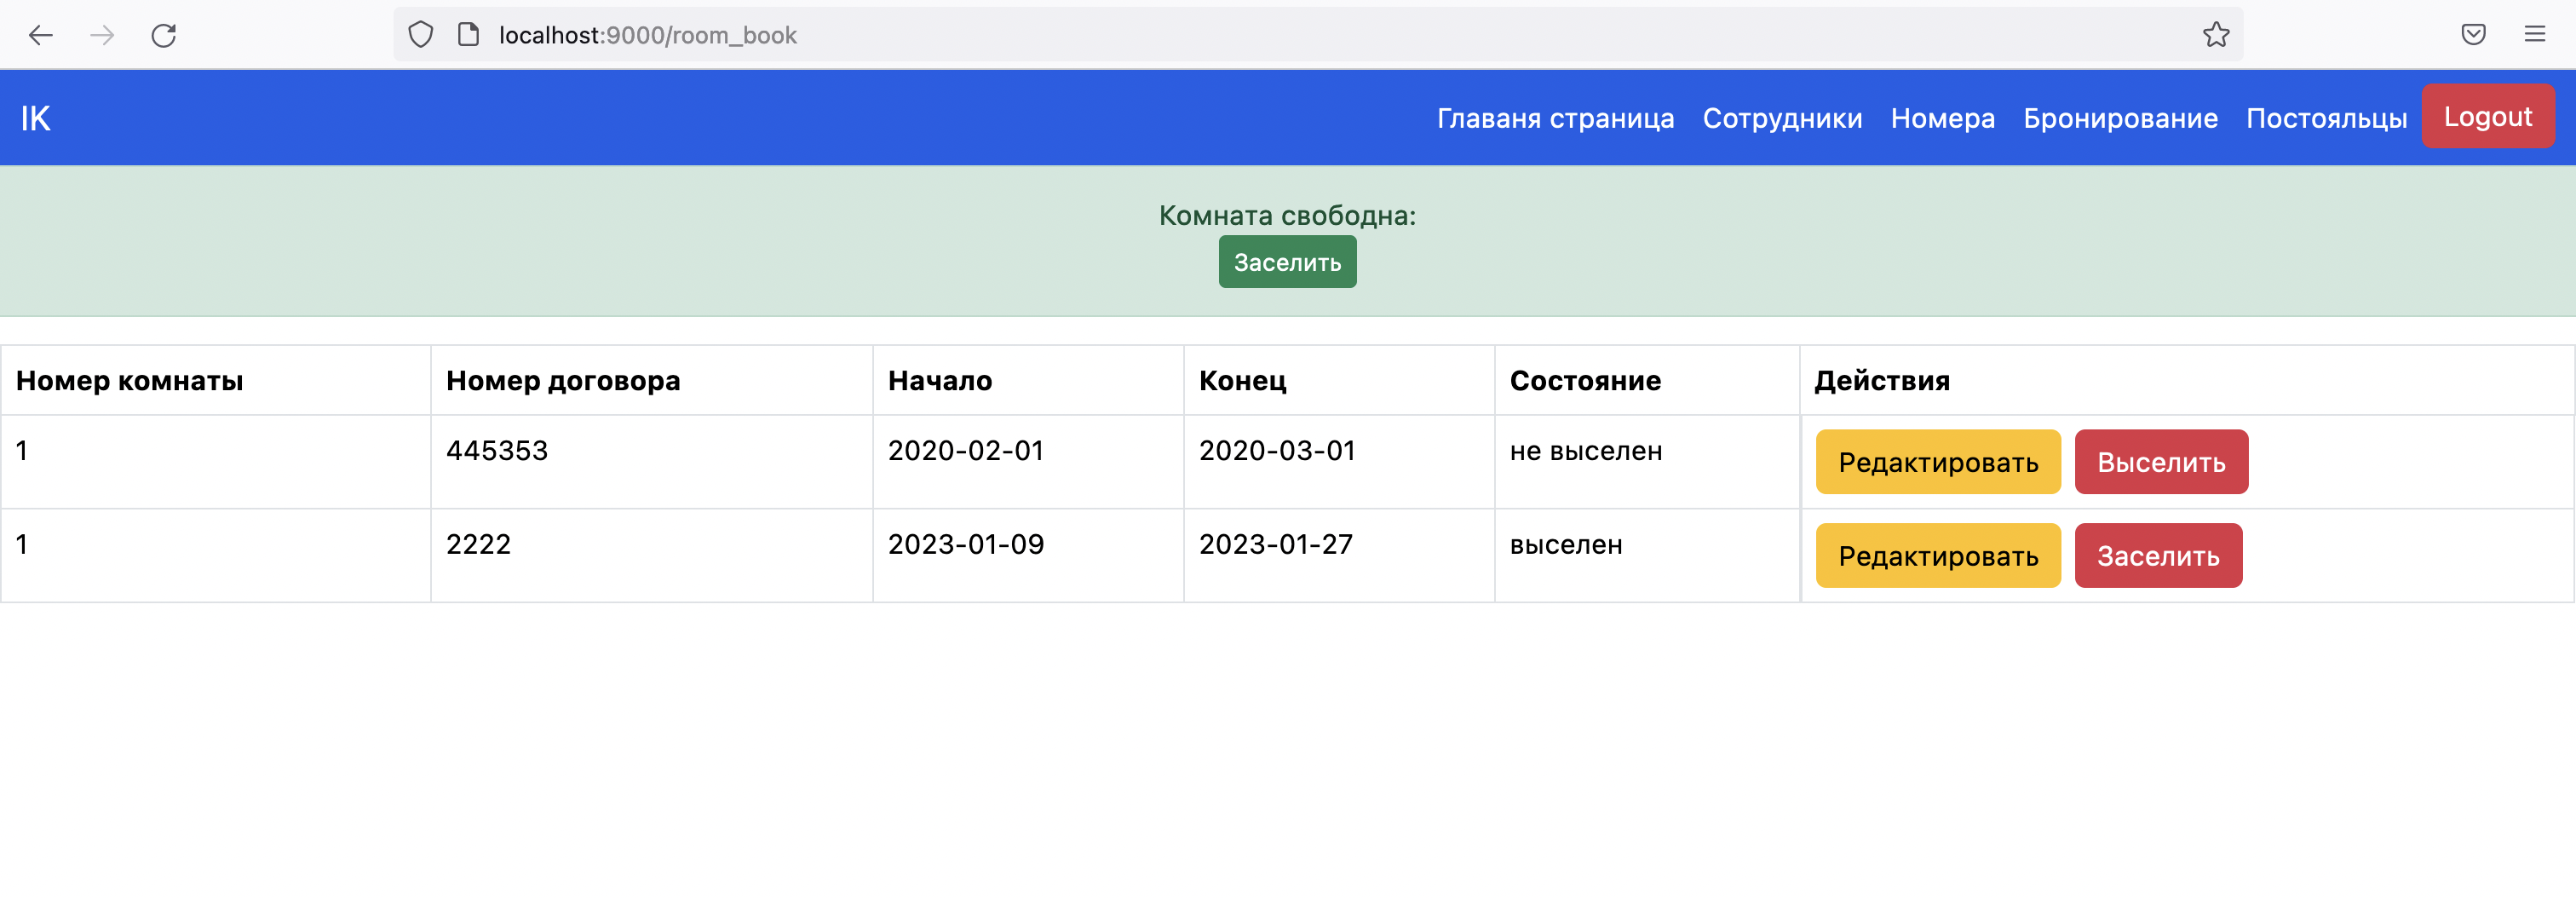 localhost:9000/room_book
IK Главаня страница Сотрудники Номера Бронирование Постояльцы Logout
Комната свободна:
Заселить
Номер комнаты Номер договора Начало Конец Состояние Действия
1 445353 2020-02-01 2020-03-01 не выселен Редактировать Выселить
1 2222 2023-01-09 2023-01-27 выселен Редактировать Заселить